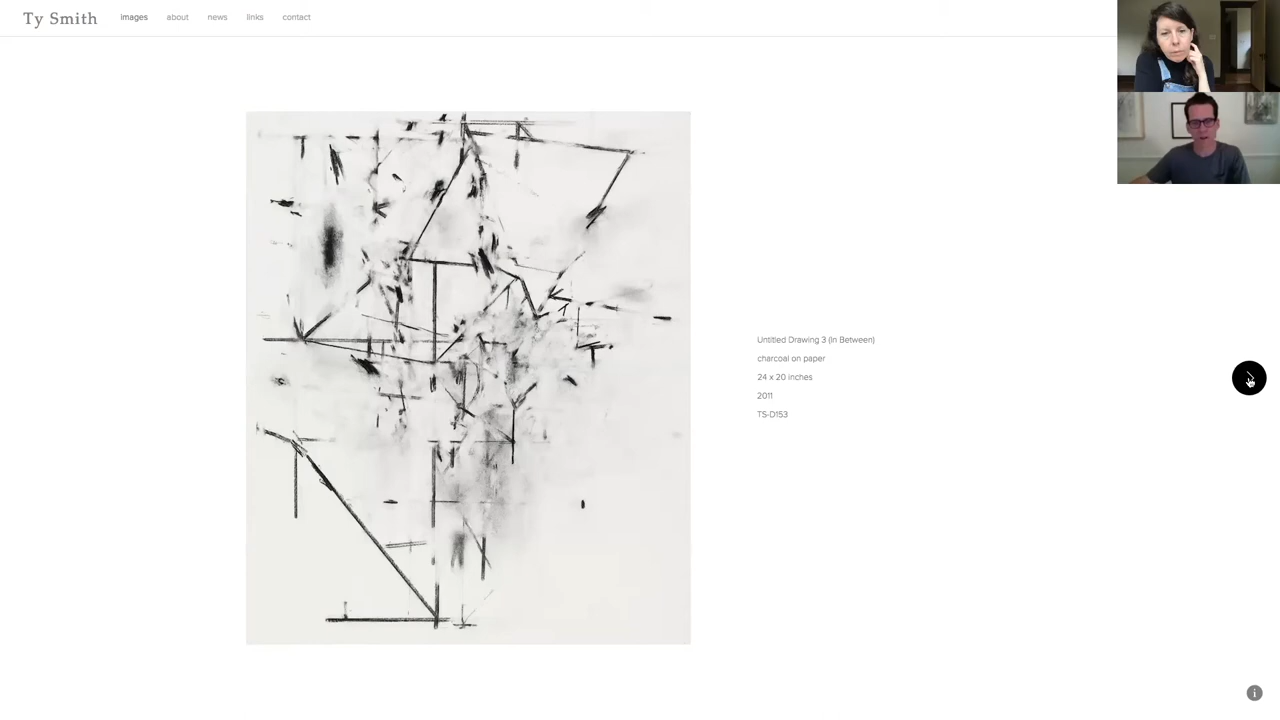 Ty Smith
images about news links contact
Untitled Drawing 3 (In Between)
charcoal on paper
24 x 20 inches
2011
TS-D153
i